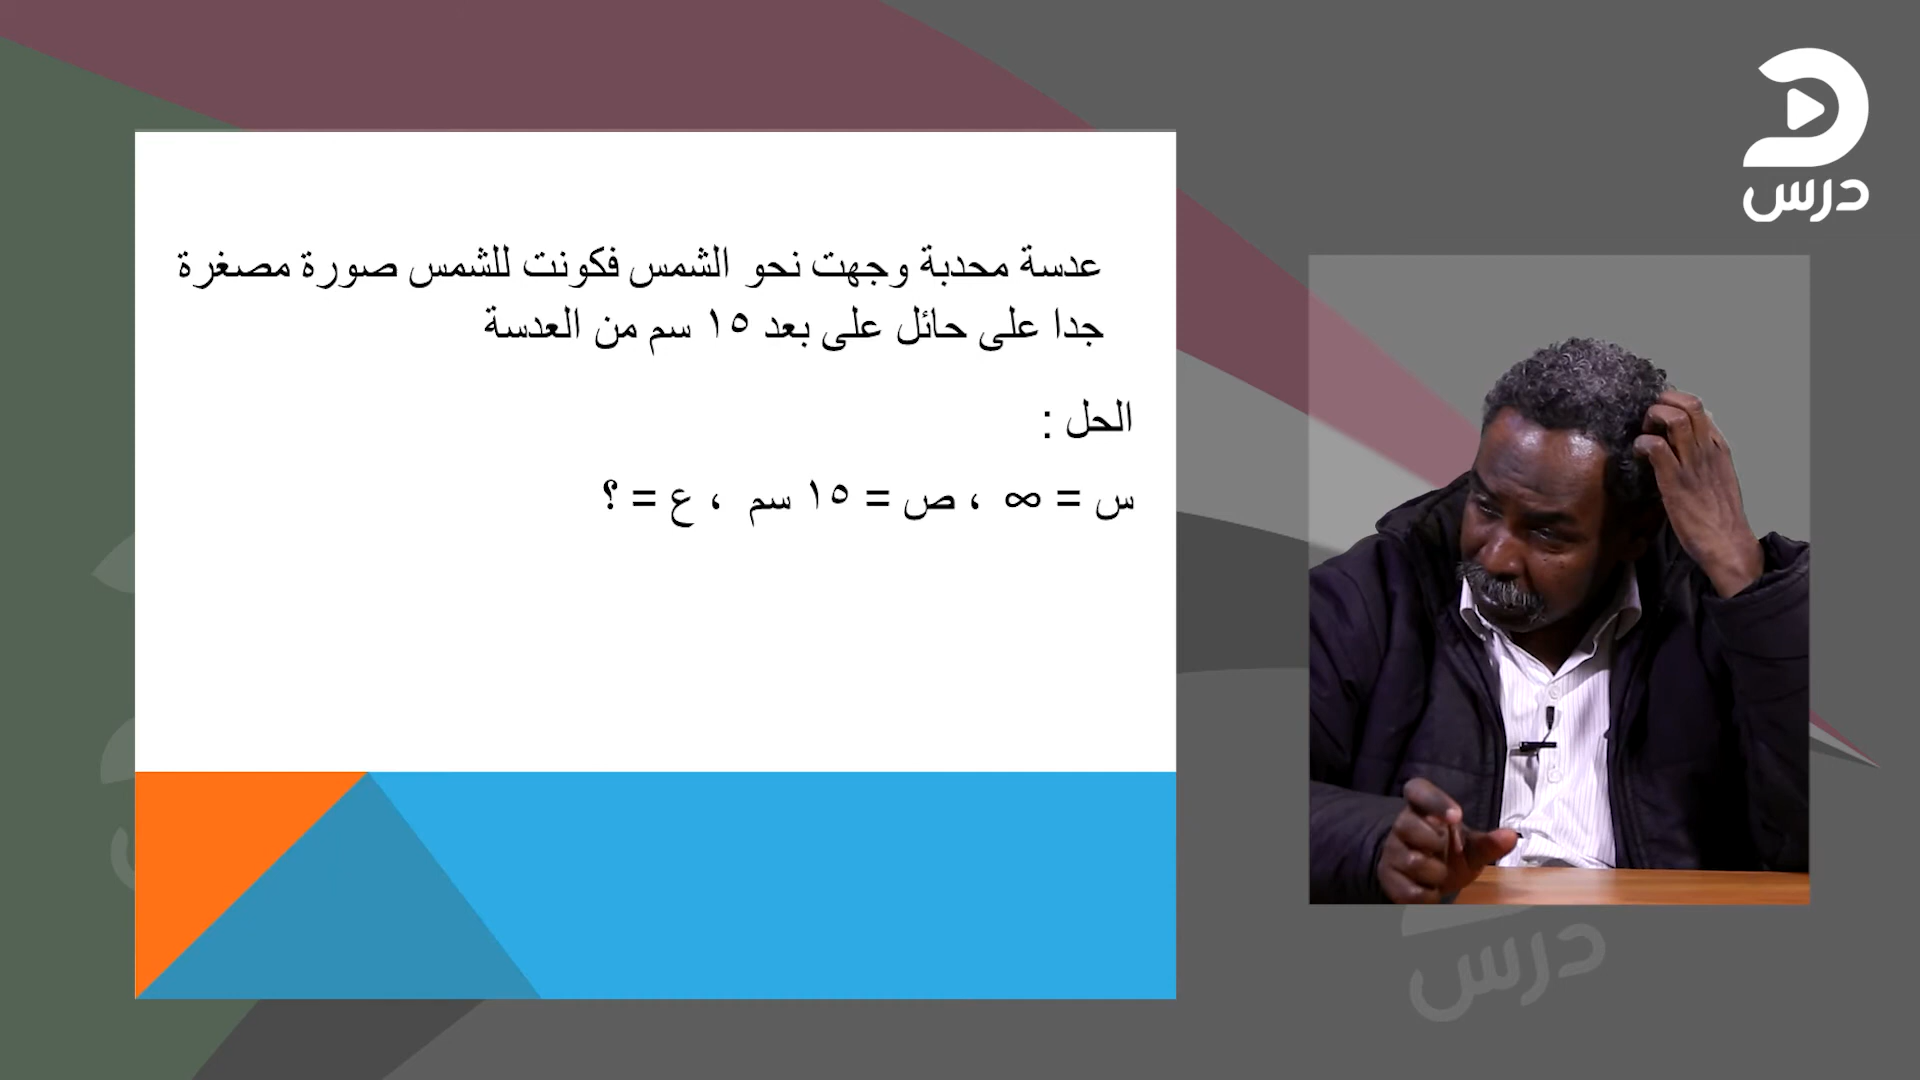 عدسة محدبة وجهت نحو الشمس فكونت للشمس صورة مصغرة
جدا على حائل على بعد ١٥ سم من العدسة
الحل :
س = ∞ ، ص = ١٥ سم ، ع = ؟
درس
درس